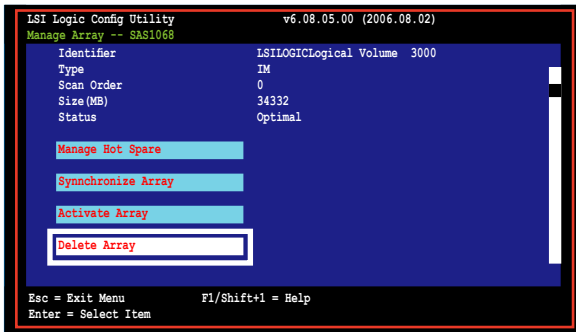 LSI Logic Config Utility v6.08.05.00 (2006.08.02)
Manage Array -- SAS1068
Identifier LSILOGICLogical Volume 3000
Type IM
Scan Order 0
Size(MB) 34332
Status Optimal
Manage Hot Spare
Synnchronize Array
Activate Array
Delete Array
Esc = Exit Menu F1/Shift+1 = Help
Enter = Select Item